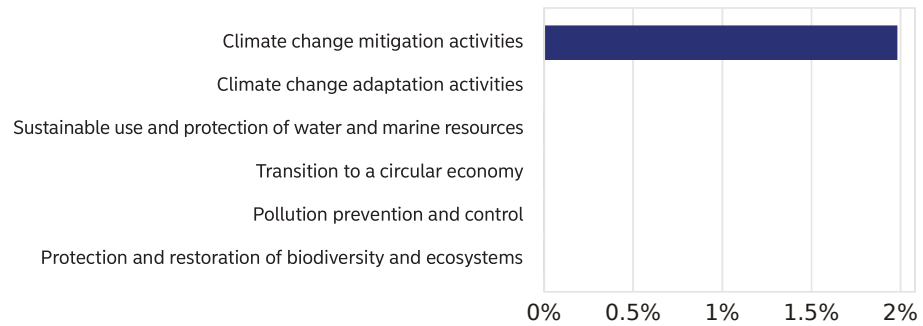 Climate change mitigation activities
Climate change adaptation activities
Sustainable use and protection of water and marine resources
Transition to a circular economy
Pollution prevention and control
Protection and restoration of biodiversity and ecosystems
0% 0.5% 1% 1.5% 2%